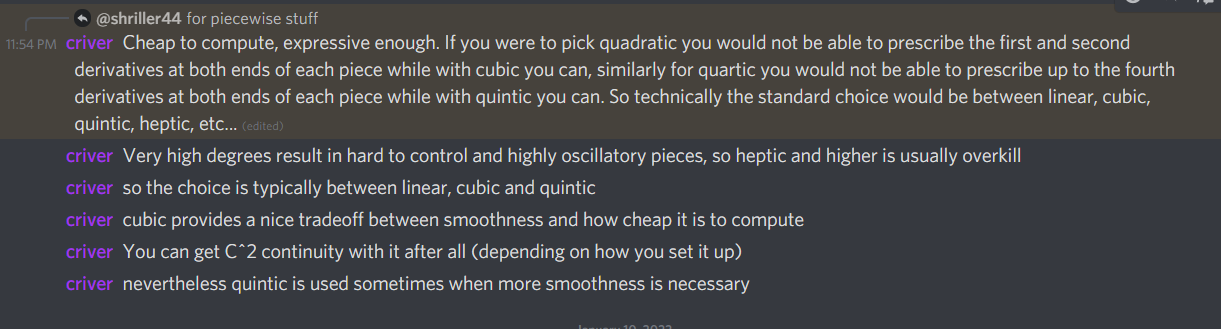 @shriller44 for piecewise stuff
11:54 PM criver Cheap to compute, expressive enough. If you were to pick quadratic you would not be able to prescribe the first and second
derivatives at both ends of each piece while with cubic you can, similarly for quartic you would not be able to prescribe up to the fourth
derivatives at both ends of each piece while with quintic you can. So technically the standard choice would be between linear, cubic,
quintic, heptic, etc... (edited)
criver Very high degrees result in hard to control and highly oscillatory pieces, so heptic and higher is usually overkill
criver so the choice is typically between linear, cubic and quintic
criver cubic provides a nice tradeoff between smoothness and how cheap it is to compute
criver You can get C^2 continuity with it after all (depending on how you set it up)
criver nevertheless quintic is used sometimes when more smoothness is necessary